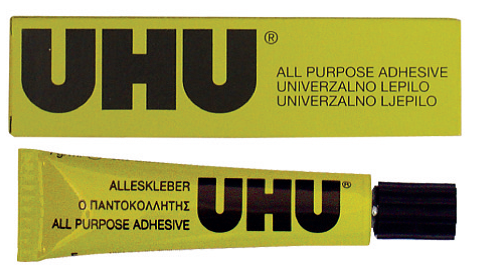 UHU®
ALL PURPOSE ADHESIVE
UNIVERZALNO LEPILO
UNIVERZALNO LJEPILO
ALLESKLEBER
Ο ΠΑΝΤΟΚΟΛΛΗΤΗΣ
ALL PURPOSE ADHESIVE
UHU®